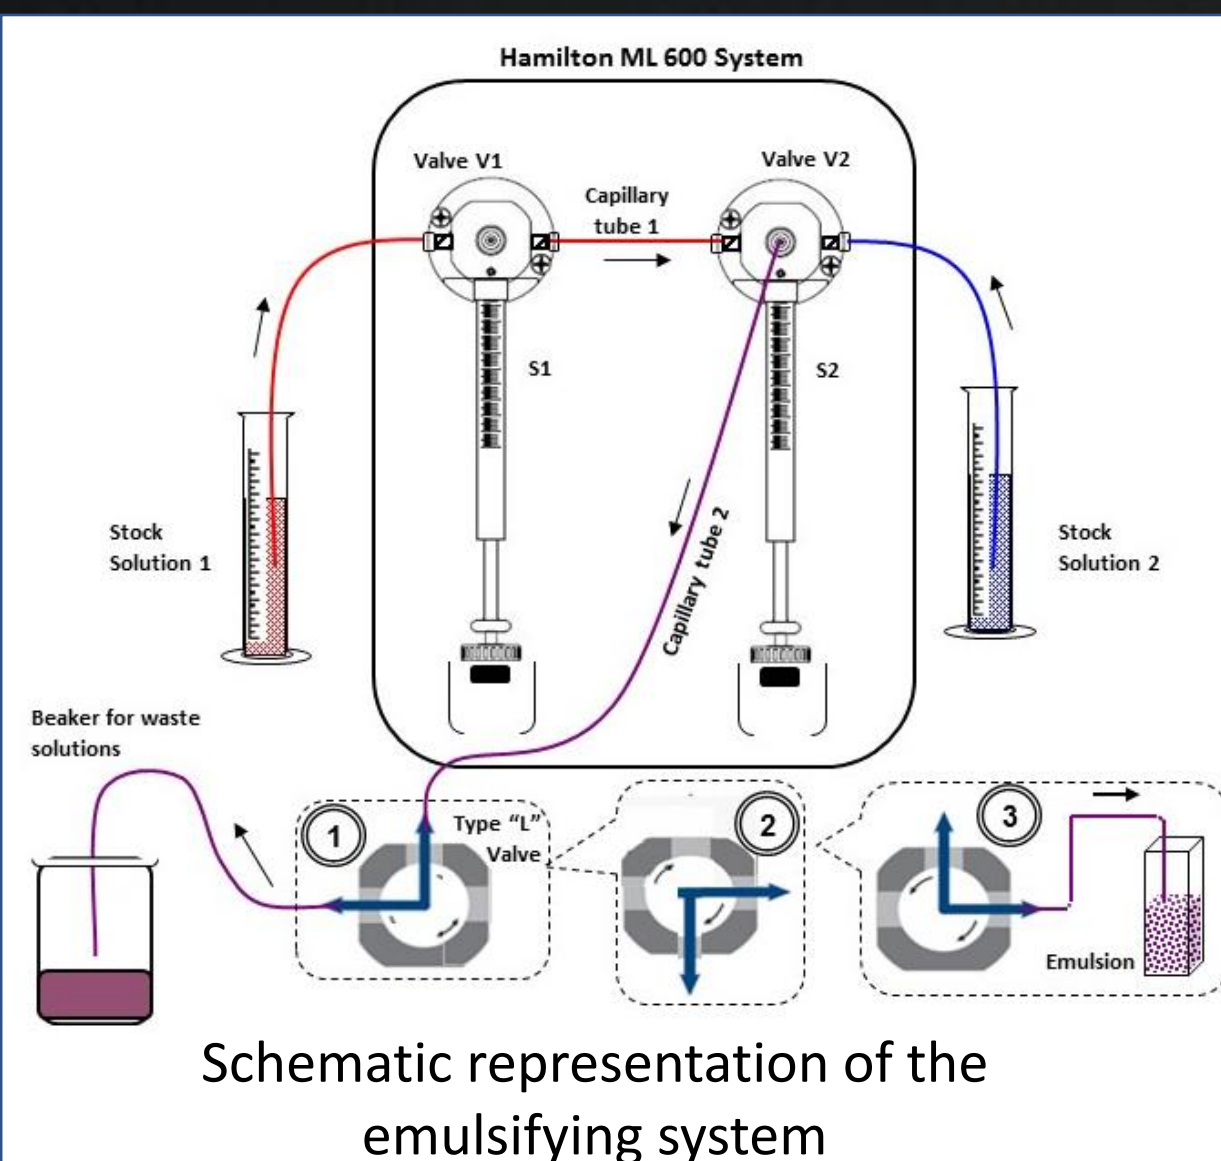 Hamilton ML 600 System
Valve V1
Valve V2
Capillary
tube 1
S1
S2
Stock
Solution 1
Stock
Solution 2
Capillary tube 2
Beaker for waste
solutions
1
Type “L”
Valve
2
3
Emulsion
Schematic representation of the
emulsifying system